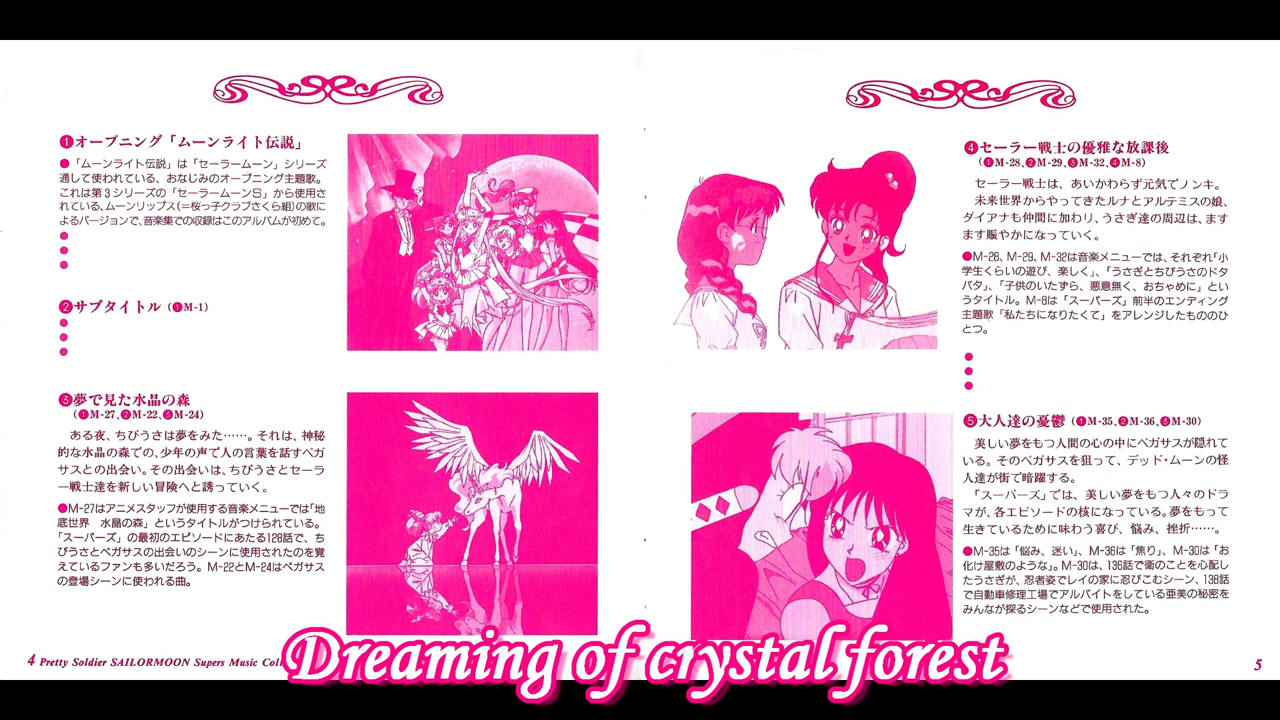 ❶オープニング「ムーンライト伝説」
●「ムーンライト伝説」は「セーラームーン」シリーズ
通して使われている、おなじみのオープニング主題歌。
これは第3シリーズの「セーラームーンS」から使用さ
れている、ムーンリップス(=桜っ子クラブさくら組)の歌に
よるバージョンで、音楽集での収録はこのアルバムが初めて。
❷サブタイトル(❶M-1)
❸夢で見た水晶の森
(❶M-27、❷M-22、❸M-24)
ある夜、ちびうさは夢をみた……。それは、神秘
的な水晶の森での、少年の声で人の言葉を話すペガ
サスとの出会い。その出会いは、ちびうさとセーラ
ー戦士達を新しい冒険へと誘っていく。
●M-27はアニメスタッフが使用する音楽メニューでは「地
底世界 水晶の森」というタイトルがつけられている。
「スーパーズ」の最初のエピソードにあたる128話で、ち
びうさとペガサスの出会いのシーンに使用されたのを覚
えているファンも多いだろう。M-22とM-24はペガサス
の登場シーンに使われる曲。
4 Pretty Soldier SAILORMOON Supers Music Coll
❹セーラー戦士の優雅な放課後
(❶M-28、❷M-29、❸M-32、❹M-8)
セーラー戦士は、あいかわらず元気でノンキ。
未来世界からやってきたルナとアルテミスの娘、
ダイアナも仲間に加わり、うさぎ達の周辺は、ます
ます賑やかになっていく。
●M-28、M-29、M-32は音楽メニューでは、それぞれ「小
学生くらいの遊び、楽しく」、「うさぎとちびうさのドタ
バタ」、「子供のいたずら、悪意無く、おちゃめに」とい
うタイトル。M-8は「スーパーズ」前半のエンディング
主題歌「私たちになりたくて」をアレンジしたもののひ
とつ。
❺大人達の憂鬱(❶M-35、❷M-36、❸M-30)
美しい夢をもつ人間の心の中にペガサスが隠れて
いる。そのペガサスを狙って、デッド・ムーンの怪
人達が街で暗躍する。
「スーパーズ」では、美しい夢をもつ人々のドラ
マが、各エピソードの核になっている。夢をもって
生きているために味わう喜び、悩み、挫折……。
●M-35は「悩み、迷い」、M-36は「焦り」、M-30は「お
化け屋敷のような」。M-30は、136話で衛のことを心配し
たうさぎが、忍者姿でレイの家に忍びこむシーン、138話
で自動車修理工場でアルバイトをしている亜美の秘密を
みんなが探るシーンなどで使用された。
5
Dreaming of crystal forest